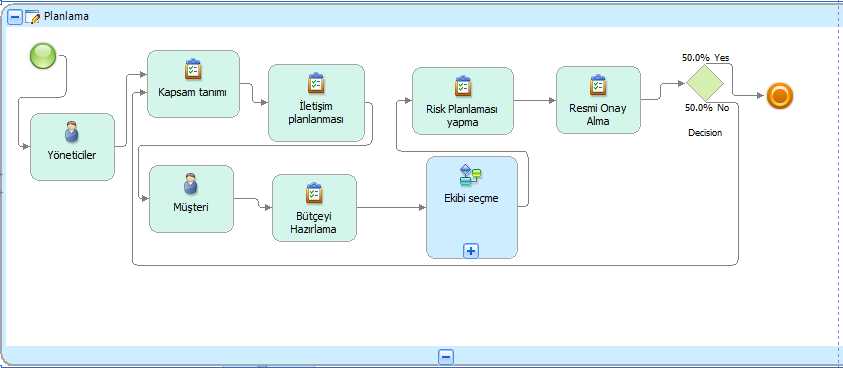 Planlama
50.0% Yes
Kapsam tanımı
İletişim
planlanması
Risk Planlaması
yapma
Resmi Onay
Alma
50.0% No
Decision
Yöneticiler
Müşteri
Bütçeyi
Hazırlama
Ekibi seçme